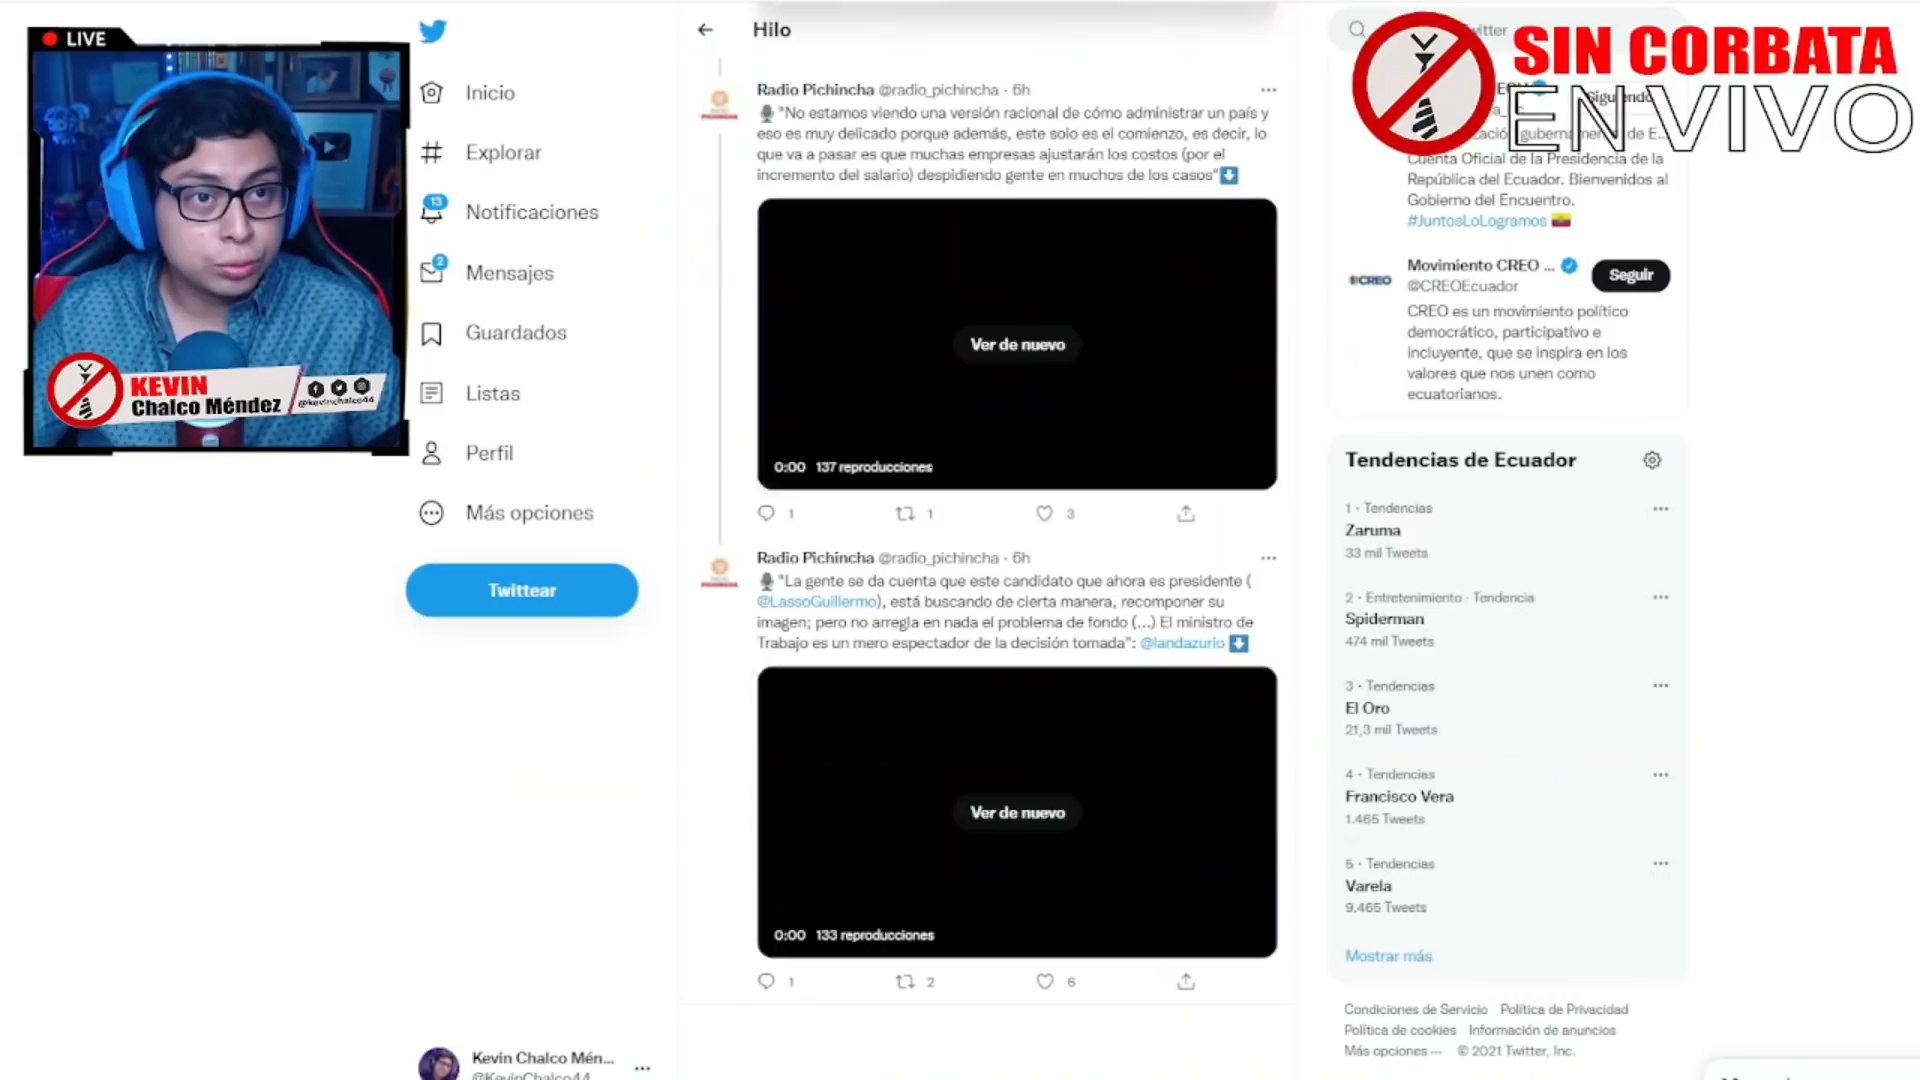 LIVE
KEVIN
Chalco Méndez
@kevinchalco44
Inicio
Explorar
13
Notificaciones
2
Mensajes
Guardados
Listas
Perfil
Más opciones
Twittear
Kevin Chalco Mén...
@KevinChalco44
Hilo
Radio Pichincha @radio_pichincha · 6h
"No estamos viendo una versión racional de cómo administrar un país y
eso es muy delicado porque además, este solo es el comienzo, es decir, lo
que va a pasar es que muchas empresas ajustarán los costos (por el
incremento del salario) despidiendo gente en muchos de los casos"
Ver de nuevo
0:00 137 reproducciones
1 1 3
Radio Pichincha @radio_pichincha · 6h
"La gente se da cuenta que este candidato que ahora es presidente (
@LassoGuillermo), está buscando de cierta manera, recomponer su
imagen; pero no arregla en nada el problema de fondo (...) El ministro de
Trabajo es un mero espectador de la decisión tomada": @landazurio
Ver de nuevo
0:00 133 reproducciones
1 2 6
SIN CORBATA
EN VIVO
Siguiendo
Cuenta Oficial de la Presidencia de la
República del Ecuador. Bienvenidos al
Gobierno del Encuentro.
#JuntosLoLogramos
CREO
Movimiento CREO ...
@CREOEcuador
Seguir
CREO es un movimiento político
democrático, participativo e
incluyente, que se inspira en los
valores que nos unen como
ecuatorianos.
Tendencias de Ecuador
1 · Tendencias
Zaruma
33 mil Tweets
2 · Entretenimiento · Tendencia
Spiderman
474 mil Tweets
3 · Tendencias
El Oro
21,3 mil Tweets
4 · Tendencias
Francisco Vera
1.465 Tweets
5 · Tendencias
Varela
9.465 Tweets
Mostrar más
Condiciones de Servicio Política de Privacidad
Política de cookies Información de anuncios
Más opciones ··· © 2021 Twitter, Inc.